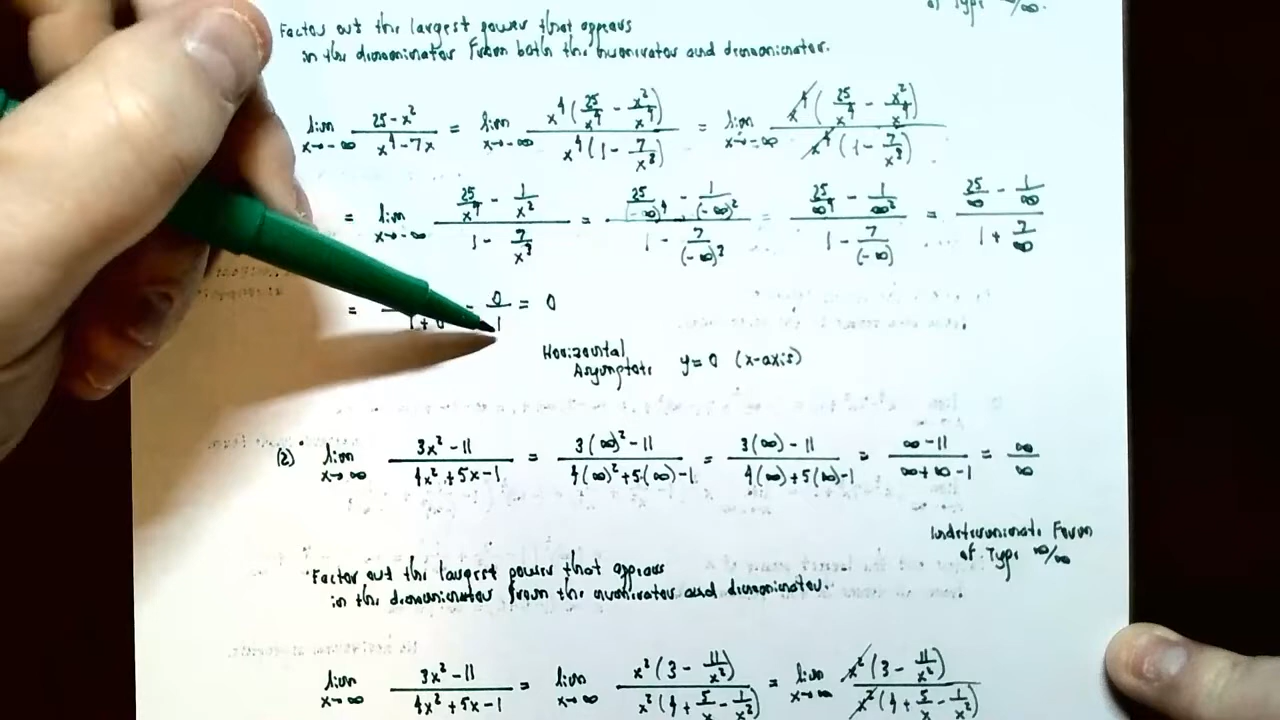 of Type ∞/∞.
Factor out the largest power that appears
in the denominator from both the numerator and denominator.
lim x→-∞ (25-x²)/(x⁴-7x) = lim x→-∞ x⁴(25/x⁴ - x²/x⁴)/x⁴(1 - 7/x³) = lim x→-∞ x⁴(25/x⁴ - x²/x⁴)/x⁴(1 - 7/x³)
= lim x→-∞ (25/x⁴ - 1/x²)/(1 - 7/x³) = (25/(-∞)⁴ - 1/(-∞)²)/(1 - 7/(-∞)³) = (25/∞⁴ - 1/∞²)/(1 - 7/(-∞)) = (25/∞ - 1/∞)/(1 + 7/∞)
= 1+0 = 0/1 = 0
Horizontal
Asymptote y=0 (x-axis)
(2) lim x→∞ (3x²-11)/(4x²+5x-1) = (3(∞)²-11)/(4(∞)²+5(∞)-1) = (3(∞)-11)/(4(∞)+5(∞)-1) = (∞-11)/(∞+∞-1) = ∞/∞
Indeterminate Form
of Type ∞/∞
Factor out the largest power that appears
in the denominator from the numerator and denominator.
lim x→∞ (3x²-11)/(4x²+5x-1) = lim x→∞ x²(3 - 11/x²)/x²(4 + 5/x - 1/x²) = lim x→∞ x²(3 - 11/x²)/x²(4 + 5/x - 1/x²)